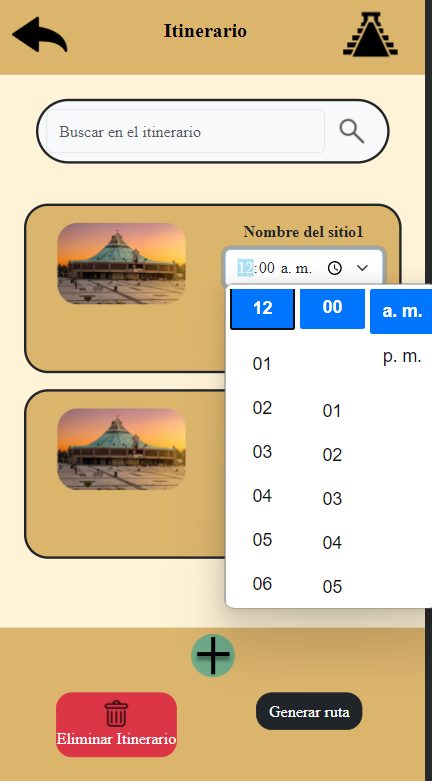 Itinerario
Buscar en el itinerario
Nombre del sitio1
12:00 a. m.
12 00 a. m.
01 p. m.
01
02
02
03
03
04
04
05
05
06
Eliminar Itinerario
Generar ruta